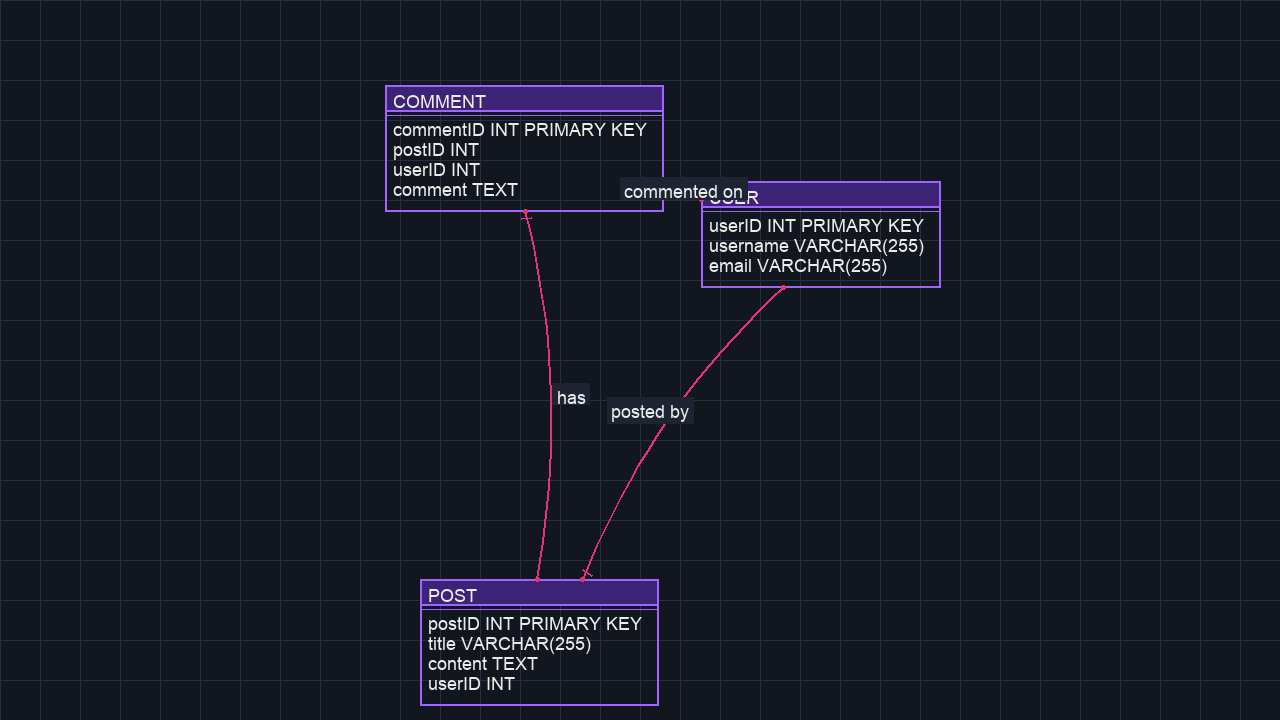 COMMENT
commentID INT PRIMARY KEY
postID INT
userID INT
comment TEXT
commented on
USER
userID INT PRIMARY KEY
username VARCHAR(255)
email VARCHAR(255)
has
posted by
POST
postID INT PRIMARY KEY
title VARCHAR(255)
content TEXT
userID INT